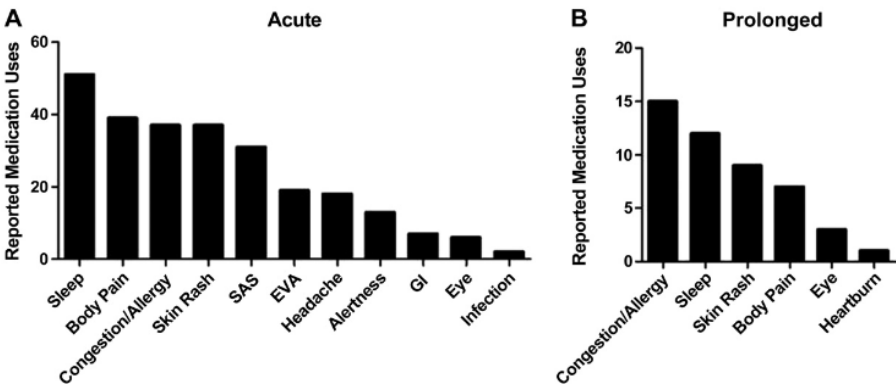 A
Acute
Reported Medication Uses
60
40
20
0
Sleep
Body Pain
Congestion/Allergy
Skin Rash
SAS
EVA
Headache
Alertness
GI
Eye
Infection
B
Prolonged
Reported Medication Uses
20
15
10
5
0
Congestion/Allergy
Sleep
Skin Rash
Body Pain
Eye
Heartburn